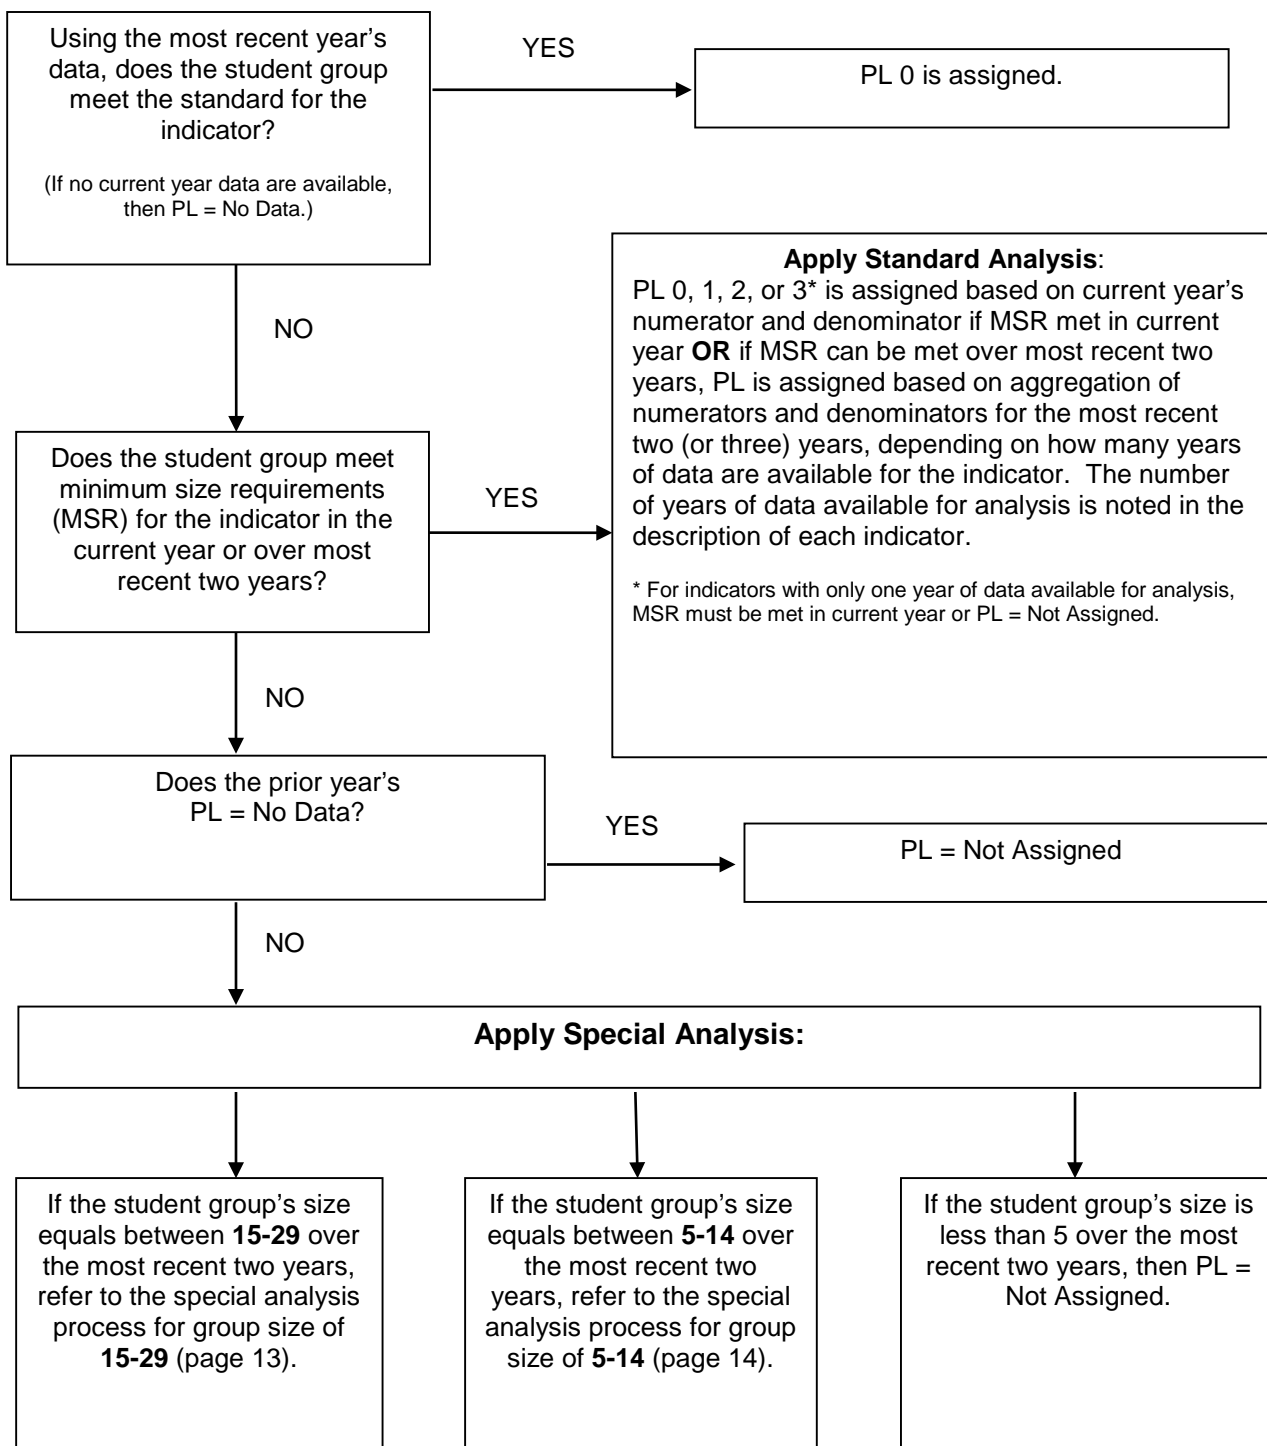 Using the most recent year’s
data, does the student group
meet the standard for the
indicator?
(If no current year data are available,
then PL = No Data.)
YES
PL 0 is assigned.
NO
Apply Standard Analysis:
PL 0, 1, 2, or 3* is assigned based on current year’s
numerator and denominator if MSR met in current
year OR if MSR can be met over most recent two
years, PL is assigned based on aggregation of
numerators and denominators for the most recent
two (or three) years, depending on how many years
of data are available for the indicator.  The number
of years of data available for analysis is noted in the
description of each indicator.
* For indicators with only one year of data available for analysis,
MSR must be met in current year or PL = Not Assigned.
Does the student group meet
minimum size requirements
(MSR) for the indicator in the
current year or over most
recent two years?
YES
NO
Does the prior year’s
PL = No Data?
YES
PL = Not Assigned
NO
Apply Special Analysis:
If the student group’s size
equals between 15-29 over
the most recent two years,
refer to the special analysis
process for group size of
15-29 (page 13).
If the student group’s size
equals between 5-14 over
the most recent two
years, refer to the special
analysis process for group
size of 5-14 (page 14).
If the student group’s size is
less than 5 over the most
recent two years, then PL =
Not Assigned.